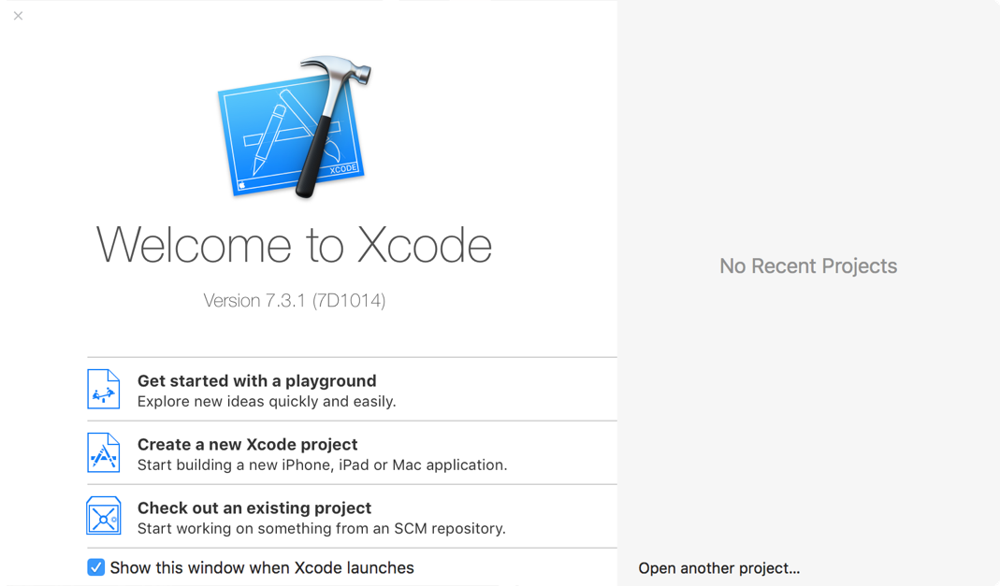 XCODE
Welcome to Xcode
Version 7.3.1 (7D1014)
Get started with a playground
Explore new ideas quickly and easily.
Create a new Xcode project
Start building a new iPhone, iPad or Mac application.
Check out an existing project
Start working on something from an SCM repository.
Show this window when Xcode launches
No Recent Projects
Open another project...